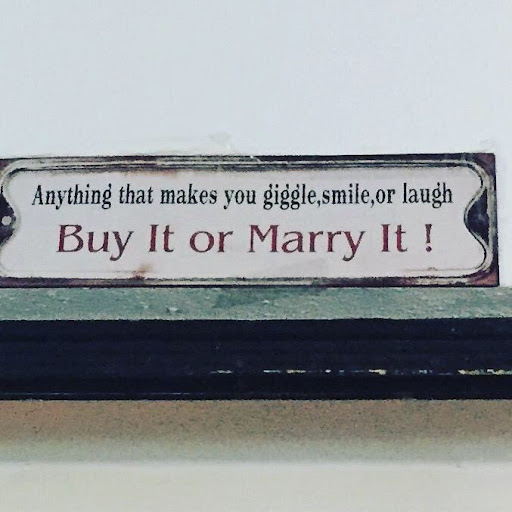 Anything that makes you giggle,smile,or laugh
Buy It or Marry It !